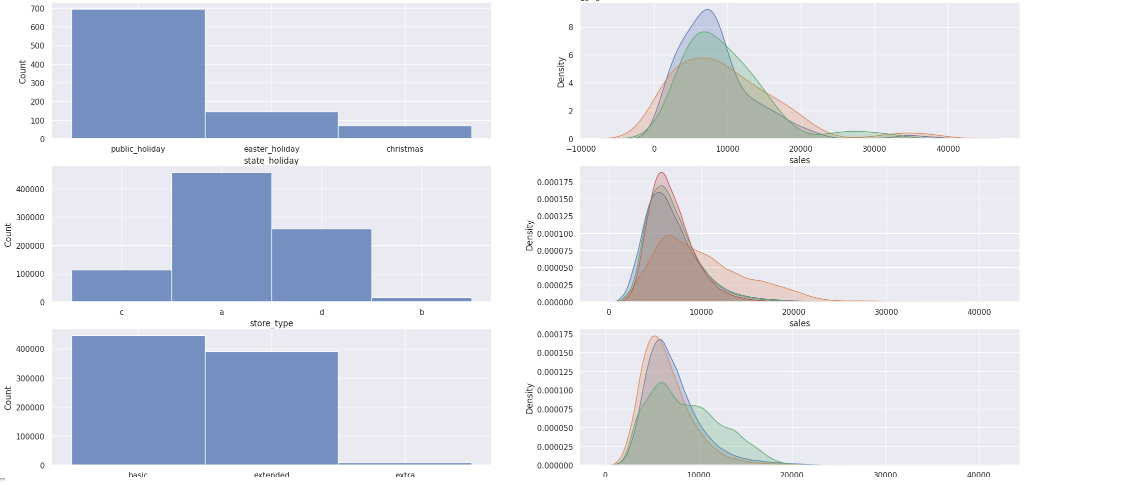 700
600
500
400
300
200
100
0
Count
public_holiday easter_holiday christmas
state_holiday
8
6
4
2
0
Density
−10000 0 10000 20000 30000 40000
sales
400000
300000
200000
100000
0
Count
c a d b
store_type
0.000175
0.000150
0.000125
0.000100
0.000075
0.000050
0.000025
0.000000
Density
0 10000 20000 30000 40000
sales
400000
300000
200000
100000
0
Count
basic extended extra
0.000175
0.000150
0.000125
0.000100
0.000075
0.000050
0.000025
0.000000
Density
0 10000 20000 30000 40000